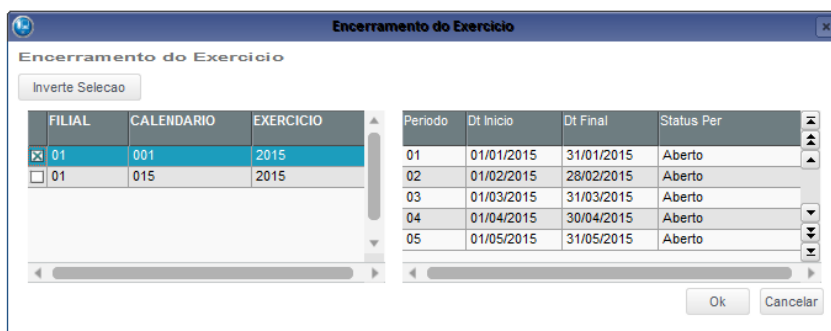 Encerramento do Exercicio
Encerramento do Exercicio
Inverte Selecao
FILIAL CALENDARIO EXERCICIO
01 001 2015
01 015 2015
Periodo Dt Inicio Dt Final Status Per
01 01/01/2015 31/01/2015 Aberto
02 01/02/2015 28/02/2015 Aberto
03 01/03/2015 31/03/2015 Aberto
04 01/04/2015 30/04/2015 Aberto
05 01/05/2015 31/05/2015 Aberto
Ok Cancelar